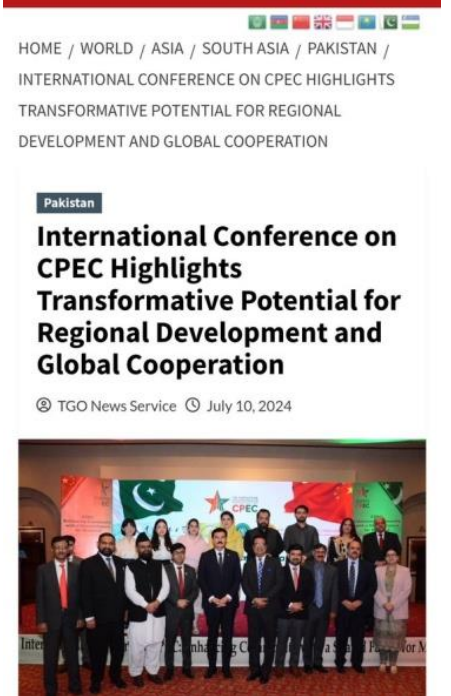 HOME / WORLD / ASIA / SOUTH ASIA / PAKISTAN /
INTERNATIONAL CONFERENCE ON CPEC HIGHLIGHTS
TRANSFORMATIVE POTENTIAL FOR REGIONAL
DEVELOPMENT AND GLOBAL COOPERATION
Pakistan
International Conference on
CPEC Highlights
Transformative Potential for
Regional Development and
Global Cooperation
TGO News Service July 10, 2024
CPEC